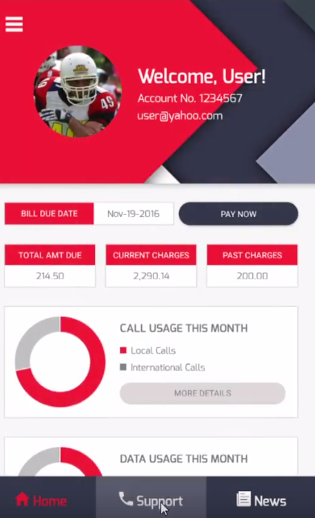 Welcome, User!
Account No. 1234567
user@yahoo.com
BILL DUE DATE Nov-19-2016 PAY NOW
TOTAL AMT DUE CURRENT CHARGES PAST CHARGES
214.50 2,290.14 200.00
CALL USAGE THIS MONTH
Local Calls
International Calls
MORE DETAILS
DATA USAGE THIS MONTH
Home Support News